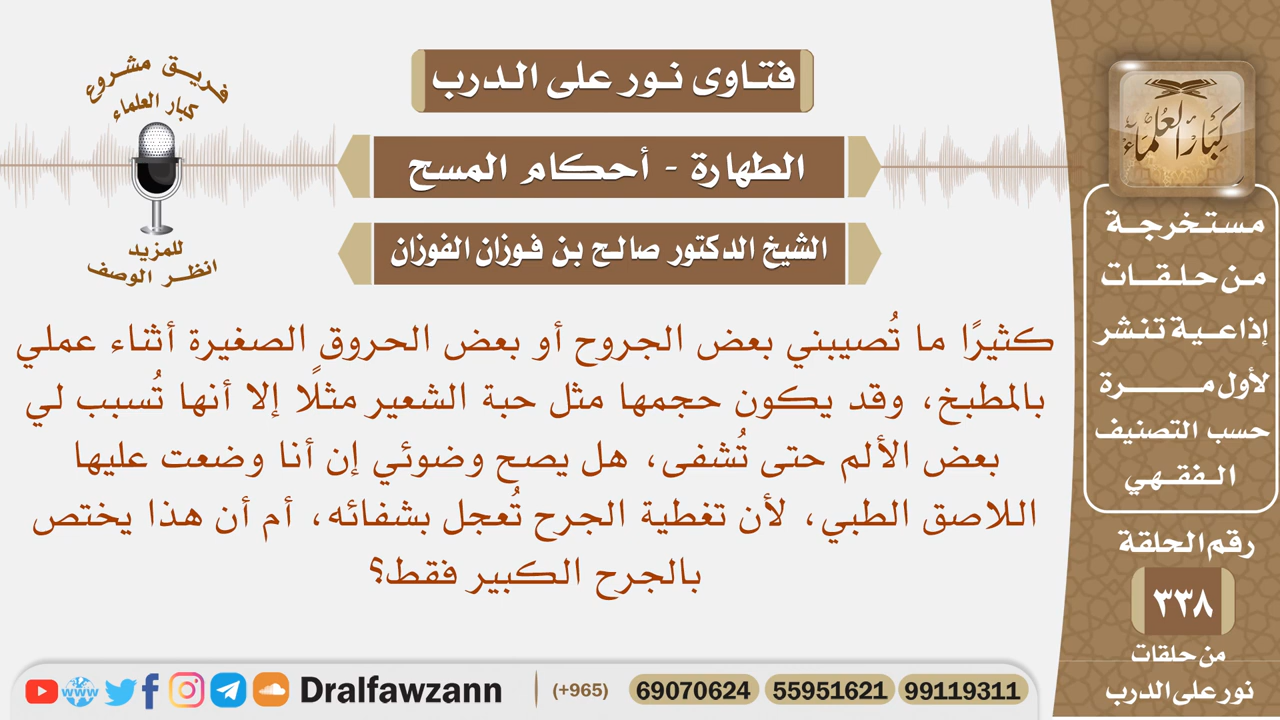 فتاوى نور على الدرب
الطهارة - أحكام المسح
الشيخ الدكتور صالح بن فوزان الفوزان
فريق مشروع
كبار العلماء
للمزيد
انظر الوصف
كثيرًا ما تُصيبني بعض الجروح أو بعض الحروق الصغيرة أثناء عملي
بالمطبخ، وقد يكون حجمها مثل حبة الشعير مثلًا إلا أنها تُسبب لي
بعض الألم حتى تُشفى، هل يصح وضوئي إن أنا وضعت عليها
اللاصق الطبي، لأن تغطية الجرح تُعجل بشفائه، أم أن هذا يختص
بالجرح الكبير فقط؟
كبار العلماء
مستخرجة
من حلقات
إذاعية تنشر
لأول مرة
حسب التصنيف
الفقهي
رقم الحلقة
٣٣٨
من حلقات
نور على الدرب
www
Dralfawzann
(+965)
69070624
55951621
99119311